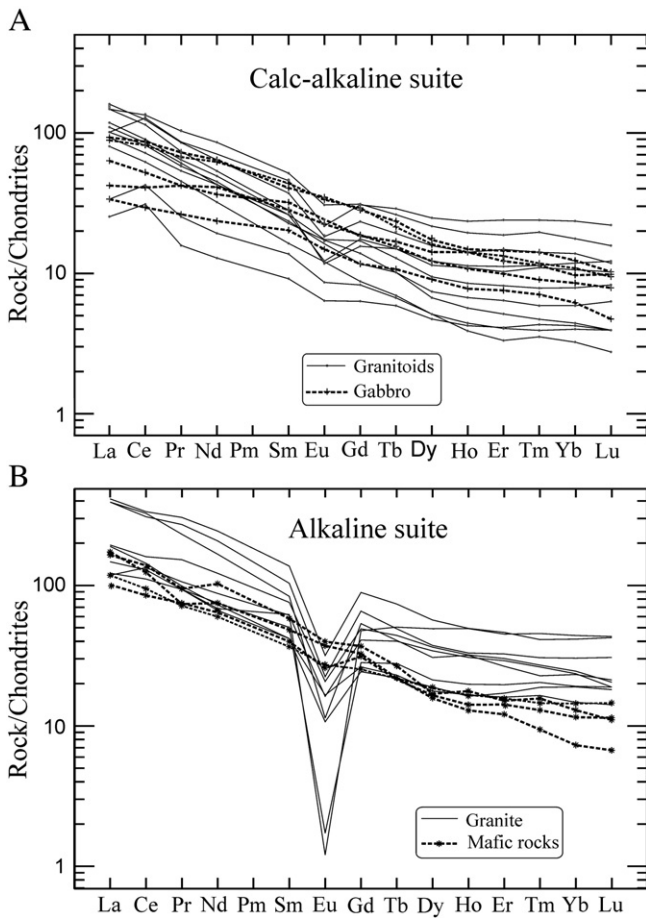 A
Calc-alkaline suite
Rock/Chondrites
100
10
1
Granitoids
Gabbro
La Ce Pr Nd Pm Sm Eu Gd Tb Dy Ho Er Tm Yb Lu
B
Alkaline suite
Rock/Chondrites
100
10
1
Granite
Mafic rocks
La Ce Pr Nd Pm Sm Eu Gd Tb Dy Ho Er Tm Yb Lu